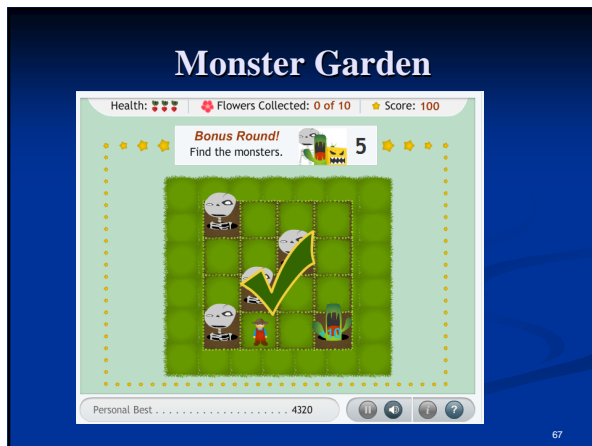 Monster Garden
Health: Flowers Collected: 0 of 10 Score: 100
Bonus Round!
Find the monsters.
5
10
Personal Best . . . . . . . . . . . . . . . . . . . . . 4320
i ?
67